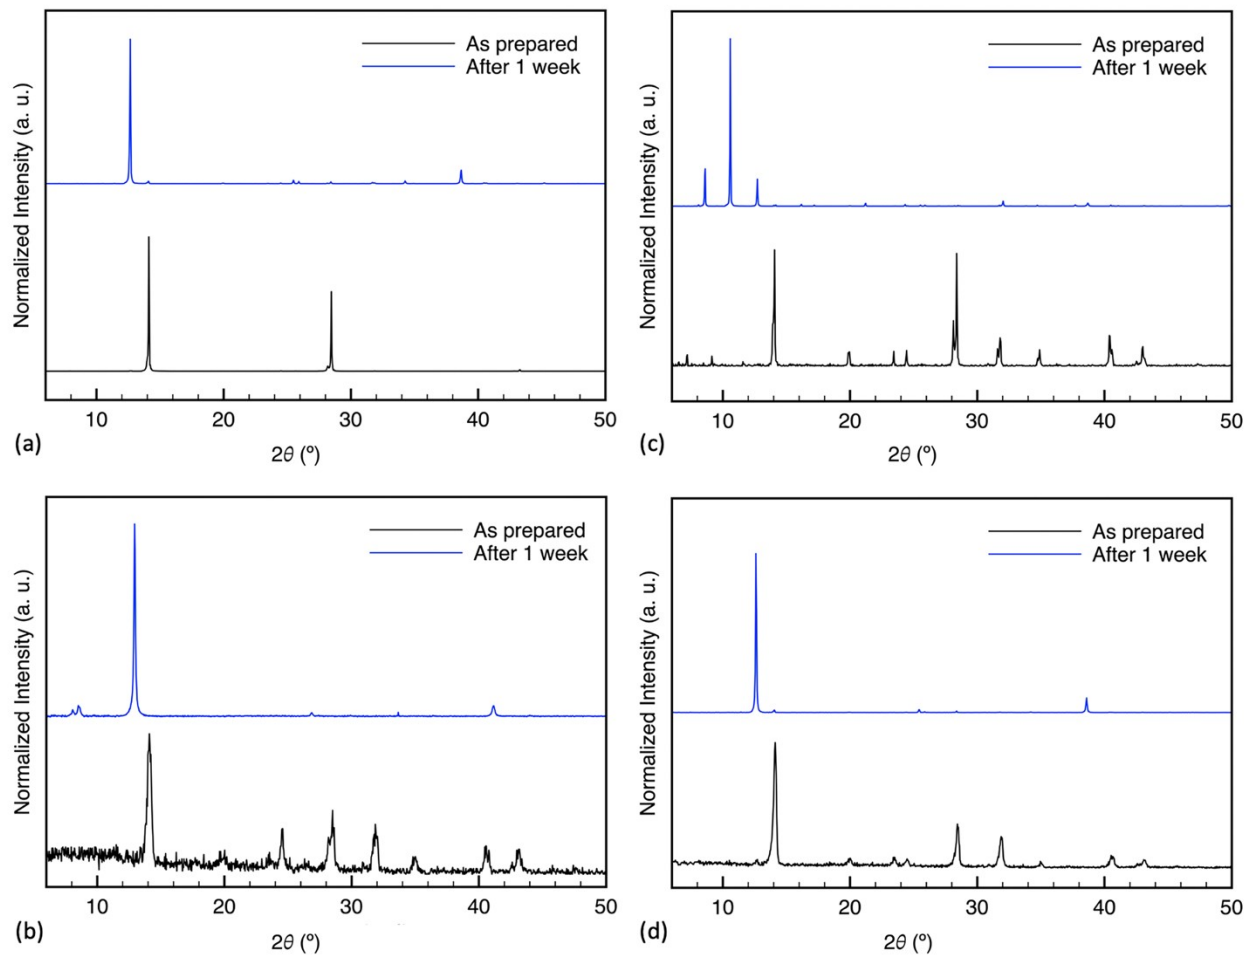 Normalized Intensity (a. u.)
As prepared
After 1 week
10 20 30 40 50
2θ (º)
(a)
Normalized Intensity (a. u.)
As prepared
After 1 week
10 20 30 40 50
2θ (º)
(c)
Normalized Intensity (a. u.)
As prepared
After 1 week
10 20 30 40 50
2θ (º)
(b)
Normalized Intensity (a. u.)
As prepared
After 1 week
10 20 30 40 50
2θ (º)
(d)